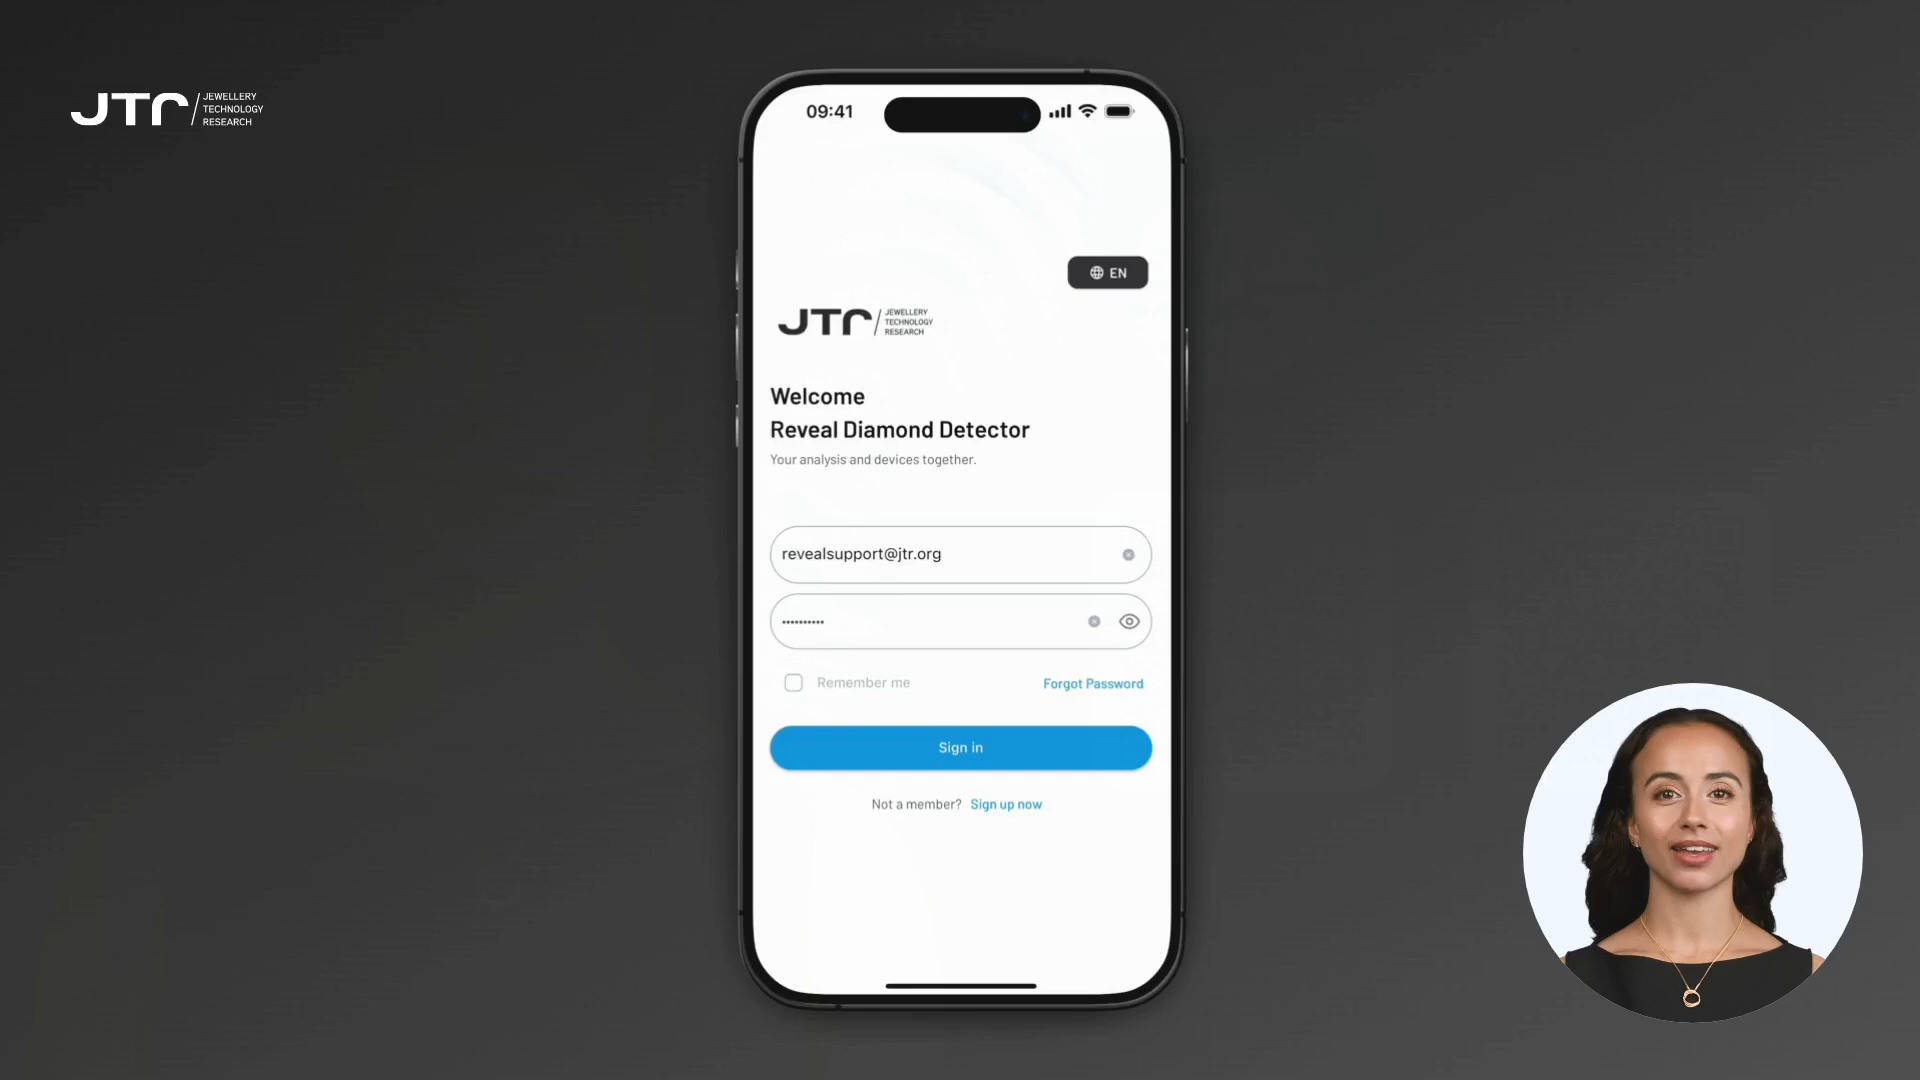 JTR
JEWELLERY
TECHNOLOGY
RESEARCH
09:41
EN
JTR
JEWELLERY
TECHNOLOGY
RESEARCH
Welcome
Reveal Diamond Detector
Your analysis and devices together.
revealsupport@jtr.org
••••••••••
Remember me
Forgot Password
Sign in
Not a member? Sign up now